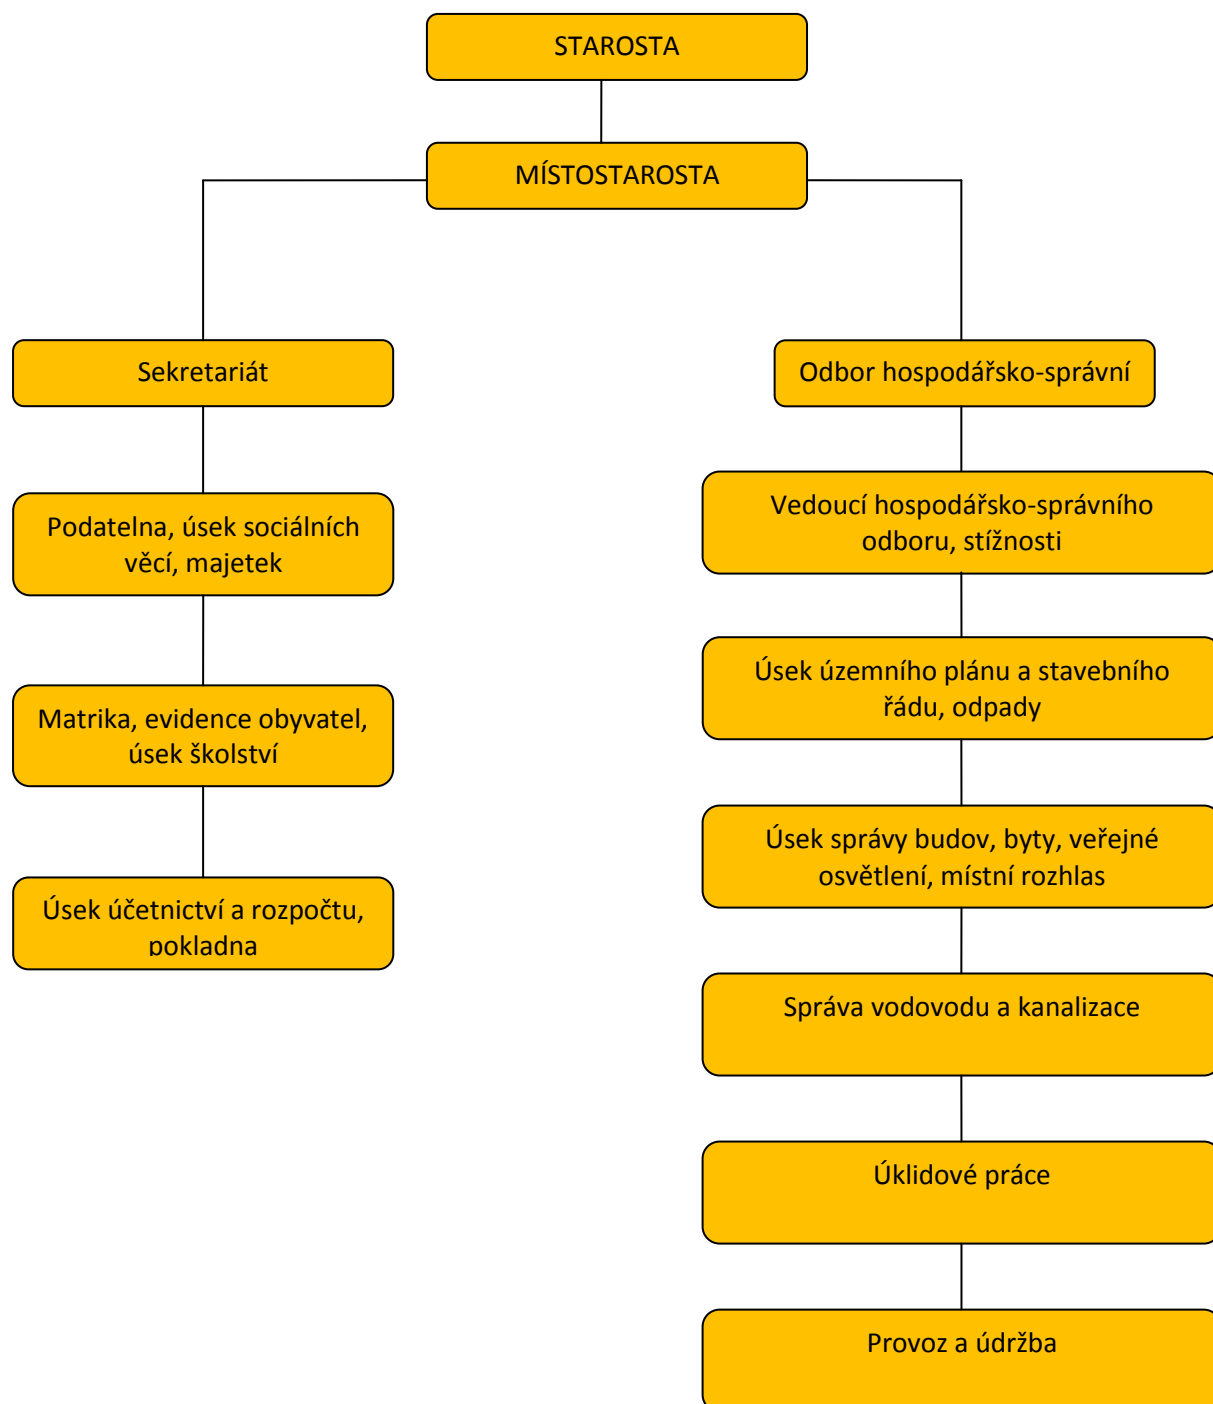 STAROSTA
MÍSTOSTAROSTA
Sekretariát
Podatelna, úsek sociálních
věcí, majetek
Matrika, evidence obyvatel,
úsek školství
Úsek účetnictví a rozpočtu,
pokladna
Odbor hospodářsko-správní
Vedoucí hospodářsko-správního
odboru, stížnosti
Úsek územního plánu a stavebního
řádu, odpady
Úsek správy budov, byty, veřejné
osvětlení, místní rozhlas
Správa vodovodu a kanalizace
Úklidové práce
Provoz a údržba